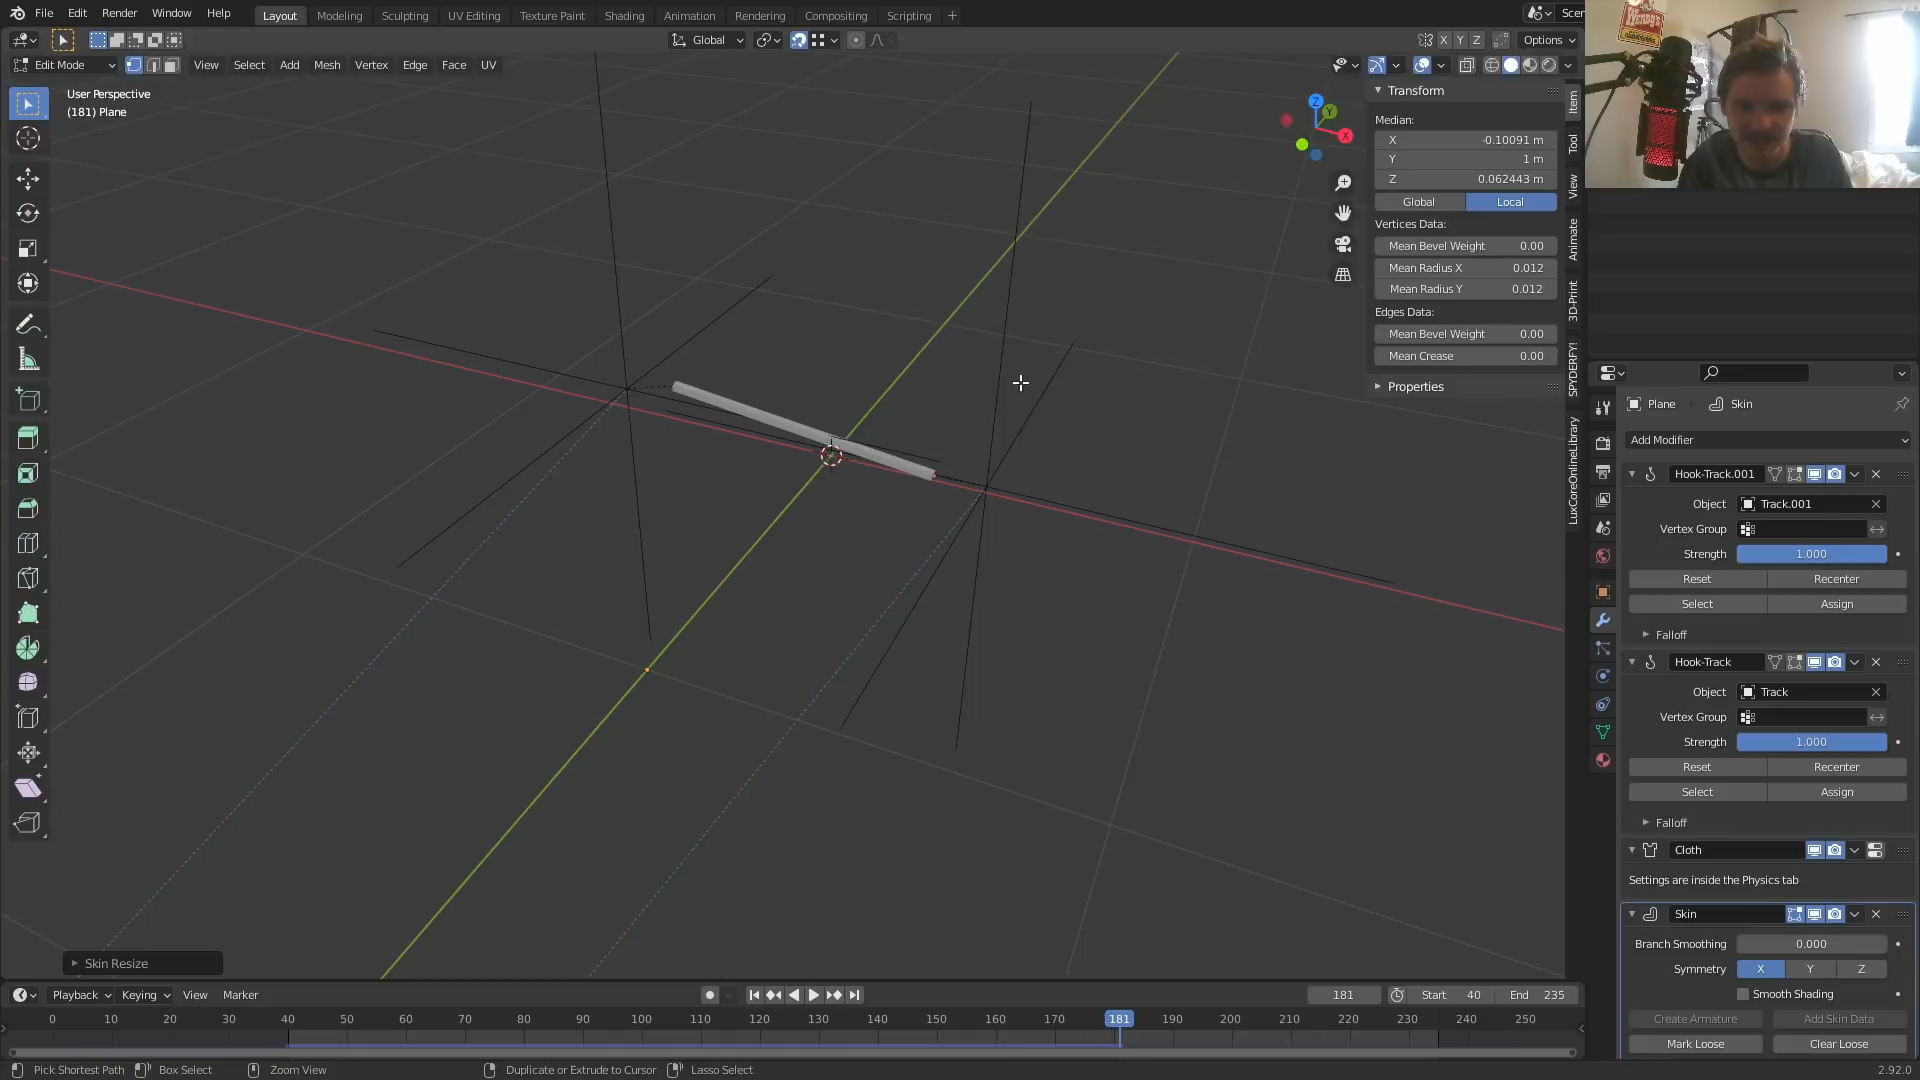 File Edit Render Window Help Layout Modeling Sculpting UV Editing Texture Paint Shading Animation Rendering Compositing Scripting + Scer
Global X Y Z Options
Edit Mode View Select Add Mesh Vertex Edge Face UV
User Perspective
(181) Plane
Z
Y
X
Transform
Median:
X -0.10091 m
Y 1 m
Z 0.062443 m
Global Local
Vertices Data:
Mean Bevel Weight 0.00
Mean Radius X 0.012
Mean Radius Y 0.012
Edges Data:
Mean Bevel Weight 0.00
Mean Crease 0.00
Properties
Item
Tool
View
Animate
3D-Print
SPYDERFY!
LuxCoreOnlineLibrary
Wendy's
Plane Skin
Add Modifier
Hook-Track.001
Object Track.001
Vertex Group
Strength 1.000
Reset Recenter
Select Assign
Falloff
Hook-Track
Object Track
Vertex Group
Strength 1.000
Reset Recenter
Select Assign
Falloff
Cloth
Settings are inside the Physics tab
Skin
Branch Smoothing 0.000
Symmetry X Y Z
Smooth Shading
Create Armature Add Skin Data
Mark Loose Clear Loose
Skin Resize
Playback Keying View Marker 181 Start 40 End 235
0 10 20 30 40 50 60 70 80 90 100 110 120 130 140 150 160 170 181 190 200 210 220 230 240 250
Pick Shortest Path Box Select Zoom View Duplicate or Extrude to Cursor Lasso Select 2.92.0